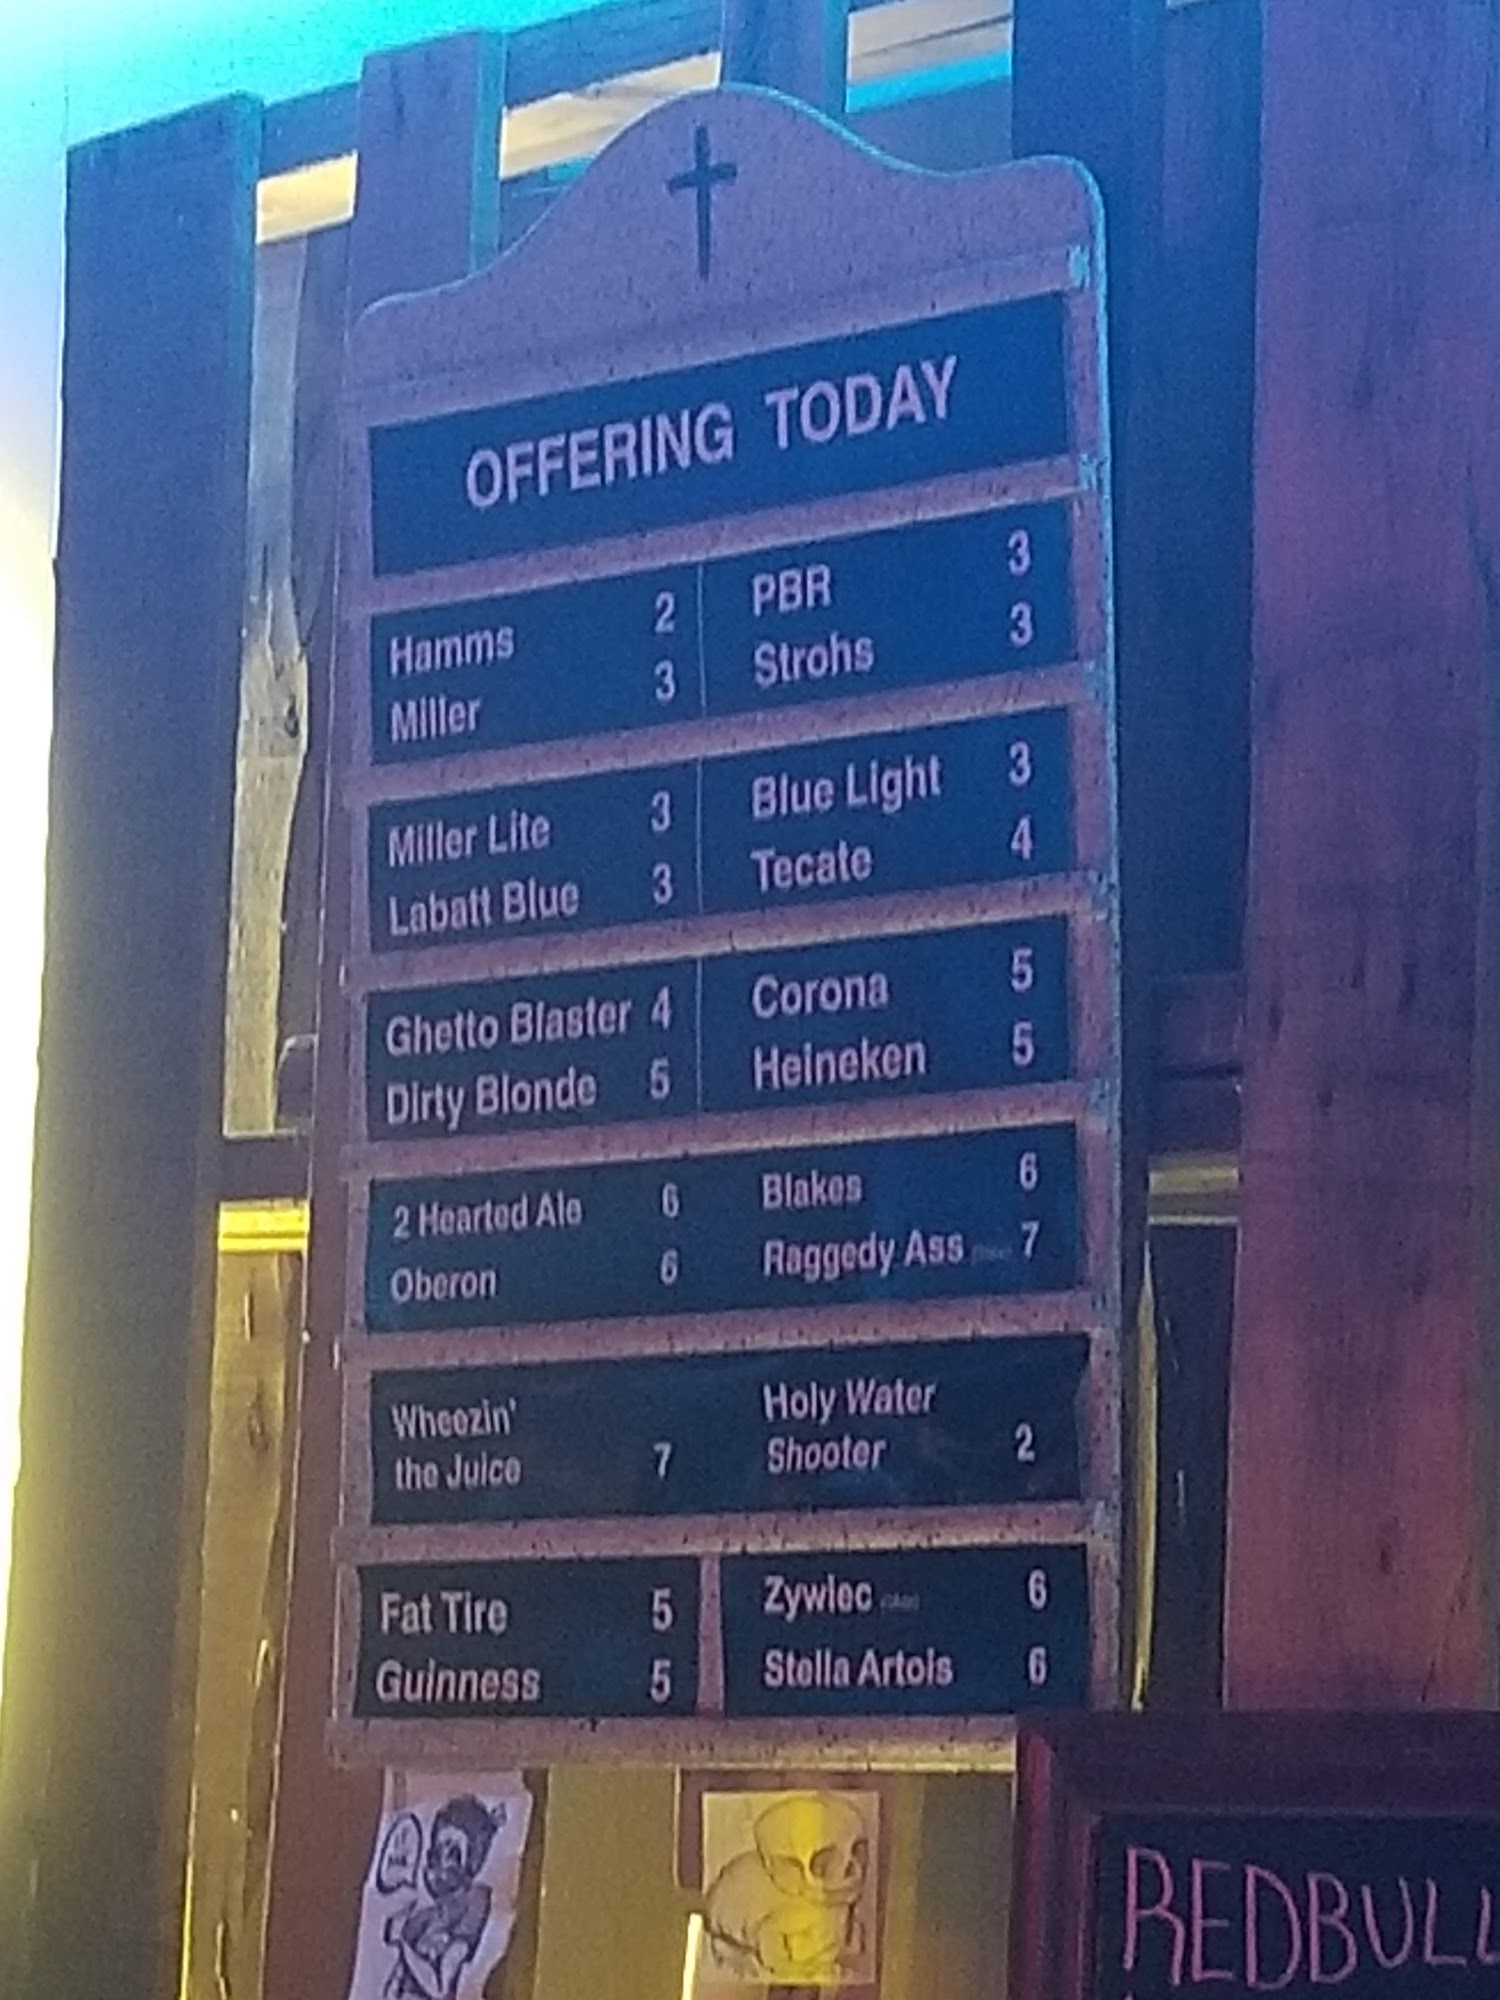 OFFERING TODAY
Hamms 2
Miller 3
PBR 3
Strohs 3
Miller Lite 3
Labatt Blue 3
Blue Light 3
Tecate 4
Ghetto Blaster 4
Dirty Blonde 5
Corona 5
Heineken 5
2 Hearted Ale 6
Oberon 6
Blakes 6
Raggedy Ass 7
Wheezin'
the Juice 7
Holy Water
Shooter 2
Fat Tire 5
Guinness 5
Zywiec 6
Stella Artois 6
REDBULL